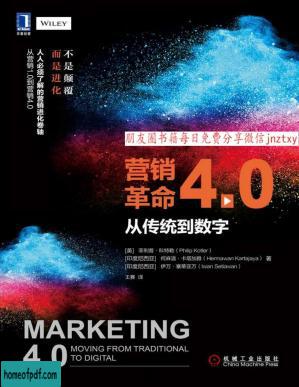 WILEY
不是颠覆
而是进化
人人必须了解的营销进化卷轴
从营销1.0到营销4.0
朋友圈书籍每日免费分享微信jnztxy
营销
革命4.0
从传统到数字
[美] 菲利普·科特勒(Philip Kotler)
[印度尼西亚] 何麻温·卡塔加雅(Hermawan Kartajaya) 著
[印度尼西亚] 伊万·塞蒂亚万(Iwan Setiawan)
王赛 译
MARKETING
4.0 MOVING FROM TRADITIONAL
TO DIGITAL
homeofpdf.com
机械工业出版社
China Machine Press